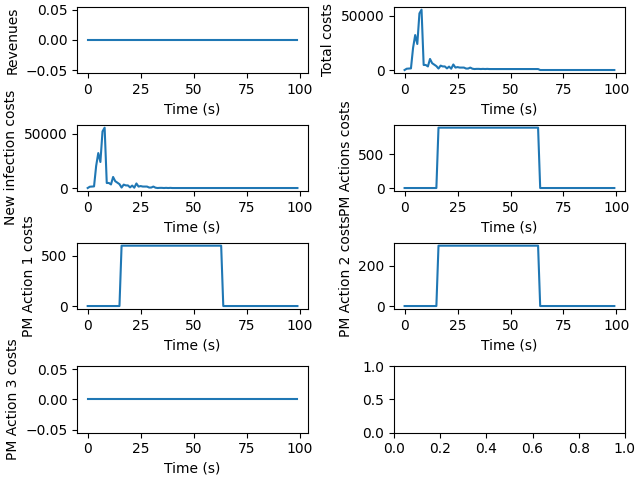 Revenues
0.05
0.00
−0.05
0 25 50 75 100
Time (s)
Total costs
50000
0
0 25 50 75 100
Time (s)
New infection costs
50000
0
0 25 50 75 100
Time (s)
PM Actions costs
500
0
0 25 50 75 100
Time (s)
PM Action 1 costs
500
0
0 25 50 75 100
Time (s)
PM Action 2 costs
200
0
0 25 50 75 100
Time (s)
PM Action 3 costs
0.05
0.00
−0.05
0 25 50 75 100
Time (s)
1.0
0.5
0.0
0.0 0.2 0.4 0.6 0.8 1.0